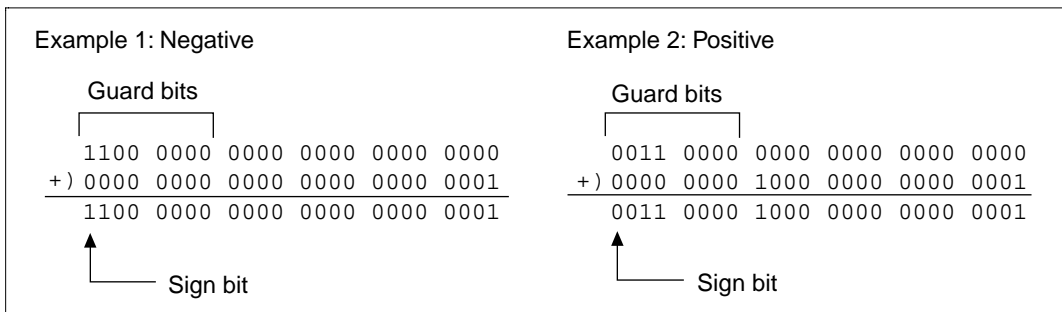 Example 1: Negative
Guard bits
1100 0000 0000 0000 0000 0000
+) 0000 0000 0000 0000 0000 0001
1100 0000 0000 0000 0000 0001
Sign bit
Example 2: Positive
Guard bits
0011 0000 0000 0000 0000 0000
+) 0000 0000 1000 0000 0000 0001
0011 0000 1000 0000 0000 0001
Sign bit